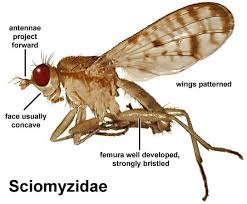 antennae
project
forward
wings patterned
face usually
concave
femura well developed,
strongly bristled
Sciomyzidae